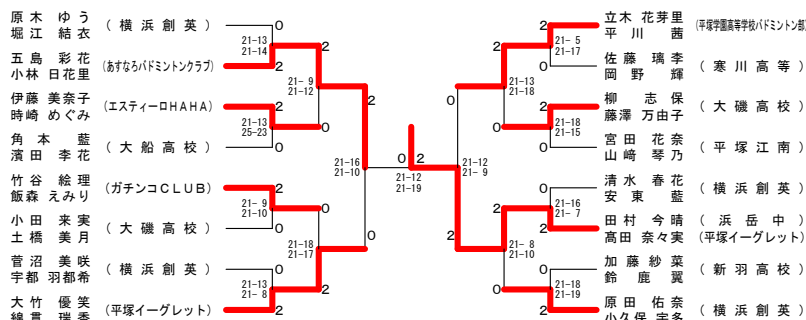 原木 ゆう
堀江 結衣
(横浜創英)
0
21-13
21-14
五島 彩花
小林 日花里
(あすなろバドミントンクラブ)
2
2
21- 9
21-12
伊藤 美奈子
時崎 めぐみ
(エスティーロHAHA)
2
21-13
25-23
0
角本 藍
濱田 李花
(大船高校)
0
2
21-16
21-10
竹谷 絵理
飯森 えみり
(ガチンコCLUB)
2
21- 9
21-10
0
小田 来実
土橋 美月
(大磯高校)
0
21-18
21-17
0
菅沼 美咲
宇都 羽都希
(横浜創英)
0
21-13
21- 8
2
大竹 優笑
(平塚イーグレット)
2
0 2
21-12
21-19
立木 花芽里
平川 茜
(平塚学園高等学校バドミントン部)
2
21- 5
21-17
2
佐藤 璃李
岡野 輝
(寒川高等)
0
21-13
21-18
0
柳 志保
藤澤 万由子
(大磯高校)
2
21-18
21-15
0
宮田 花奈
山﨑 琴乃
(平塚江南)
0
21-12
21- 9
清水 春花
安東 藍
(横浜創英)
0
21-16
21- 7
2
田村 今晴
髙田 奈々実
(浜岳中)
(平塚イーグレット)
2
2
21- 8
21-10
加藤 紗菜
鈴鹿 翼
(新羽高校)
0
21-18
21-19
0
原田 佑奈
(横浜創英)
2